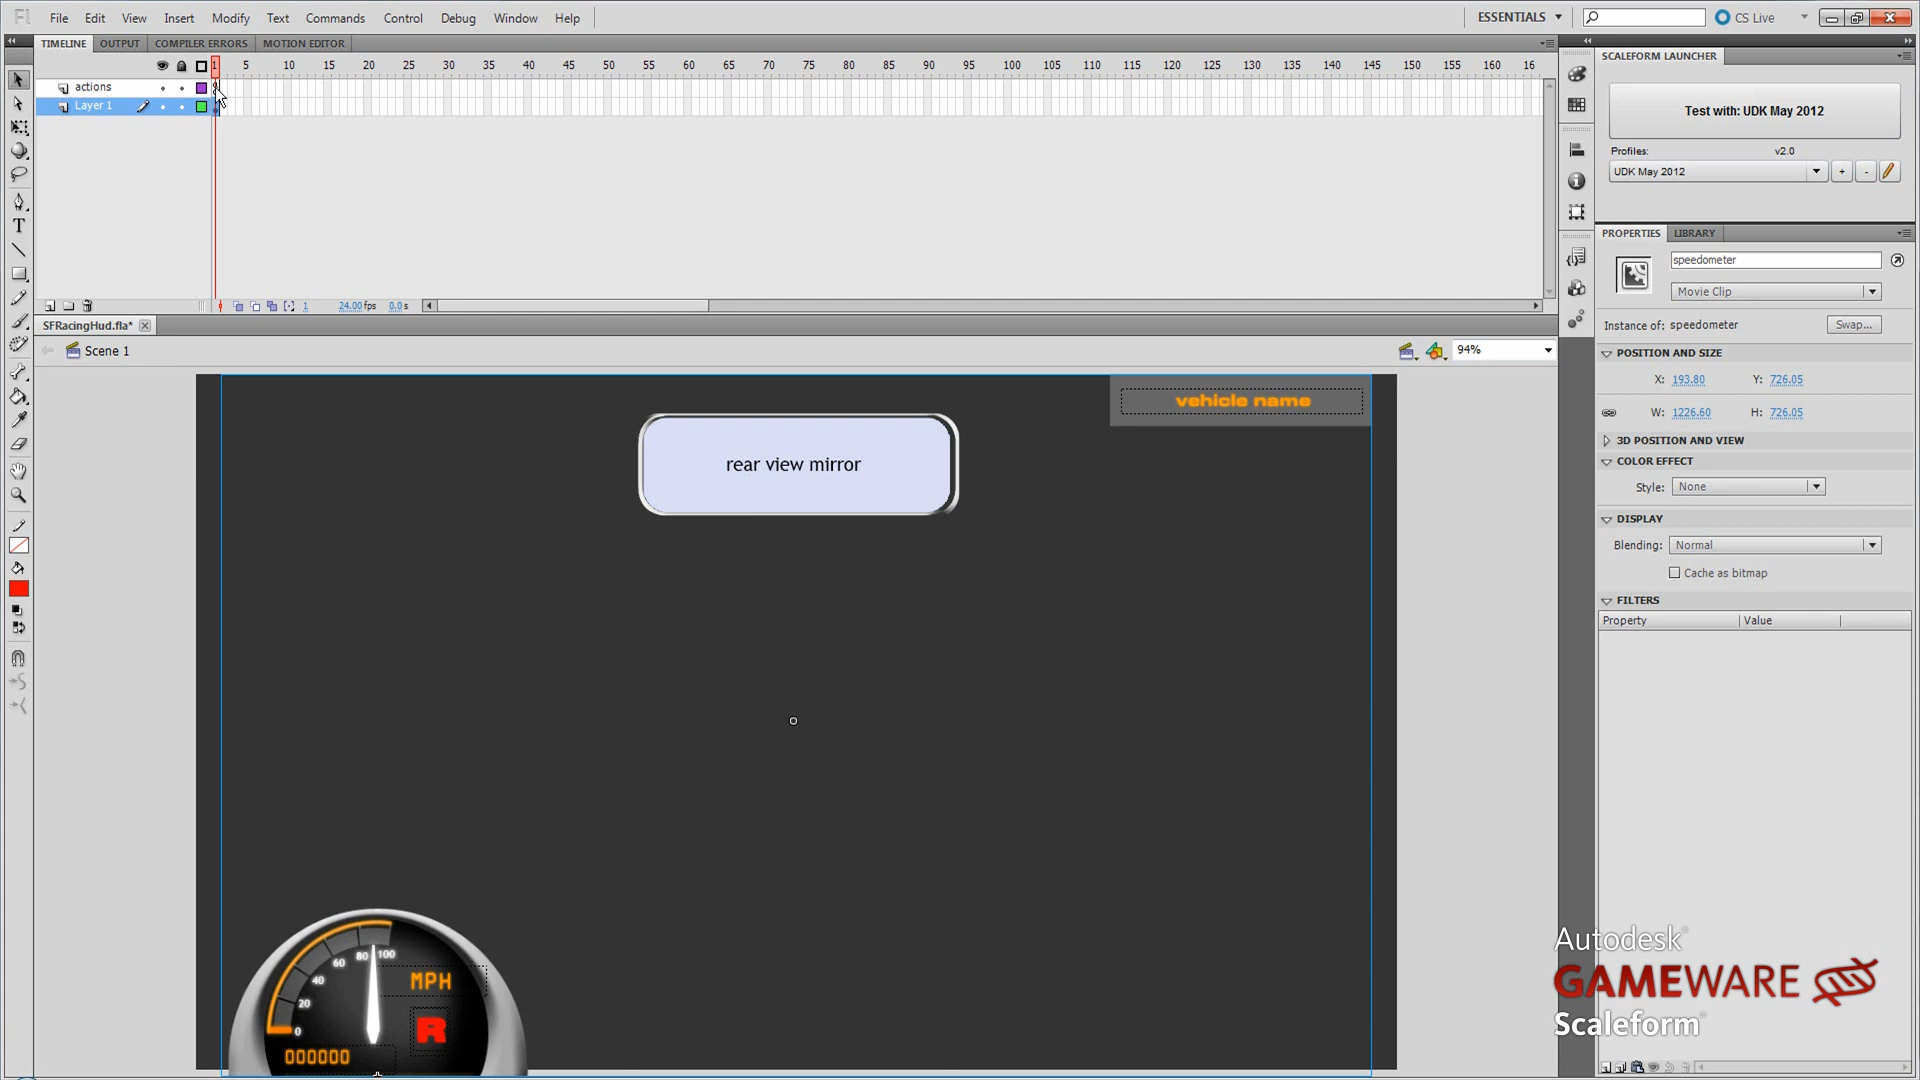 Fl File Edit View Insert Modify Text Commands Control Debug Window Help ESSENTIALS CS Live
TIMELINE OUTPUT COMPILER ERRORS MOTION EDITOR
1 5 10 15 20 25 30 35 40 45 50 55 60 65 70 75 80 85 90 95 100 105 110 115 120 125 130 135 140 145 150 155 160 16
actions
Layer 1
1 24.00 fps 0.0 s
SFRacingHud.fla*
Scene 1
94%
vehicle name
rear view mirror
0 20 40 60 80 100
MPH
R
000000
SCALEFORM LAUNCHER
Test with: UDK May 2012
Profiles: v2.0
UDK May 2012 + -
PROPERTIES LIBRARY
speedometer
Movie Clip
Instance of: speedometer Swap...
POSITION AND SIZE
X: 193.80 Y: 726.05
W: 1226.60 H: 726.05
3D POSITION AND VIEW
COLOR EFFECT
Style: None
DISPLAY
Blending: Normal
Cache as bitmap
FILTERS
Property Value
Autodesk®
GAMEWARE
Scaleform®